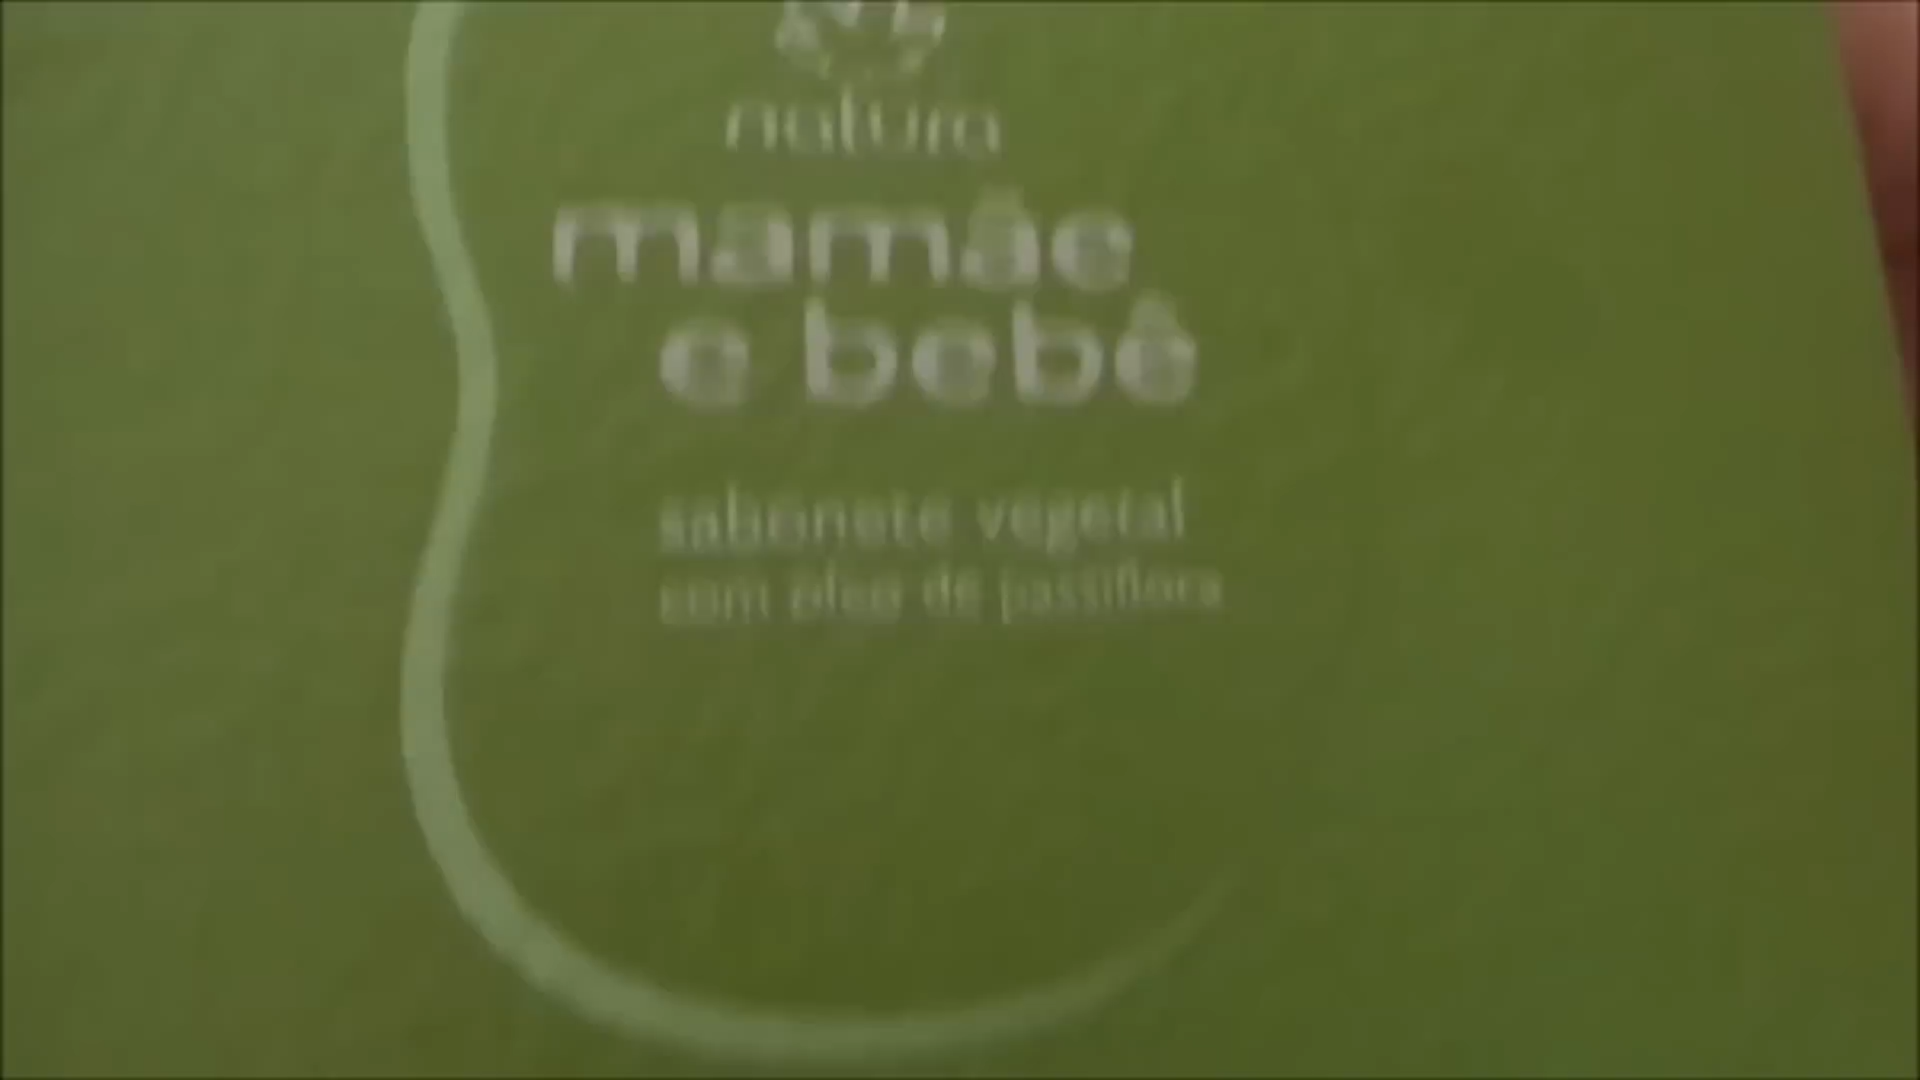 natura
mamãe
e bebê
sabonete vegetal
com óleo de passiflora